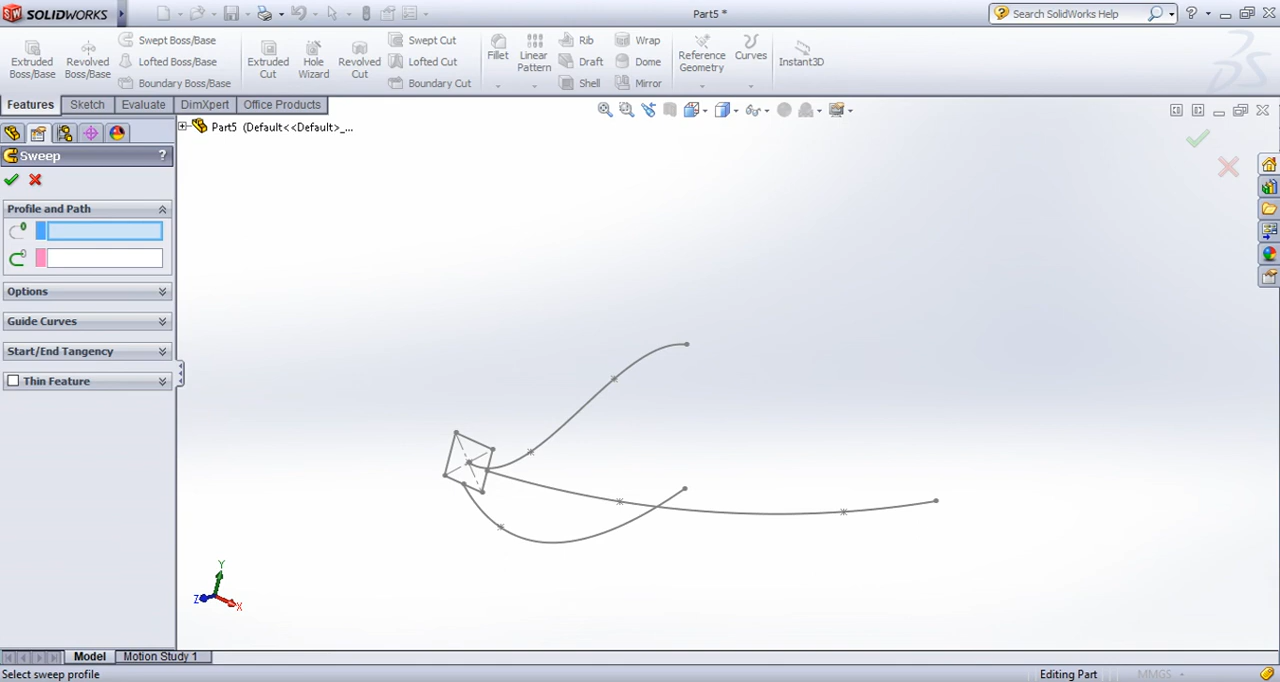 SOLIDWORKS
Part5 *
Search SolidWorks Help
Extruded Boss/Base
Revolved Boss/Base
Swept Boss/Base
Lofted Boss/Base
Boundary Boss/Base
Extruded Cut
Hole Wizard
Revolved Cut
Swept Cut
Lofted Cut
Boundary Cut
Fillet
Linear Pattern
Rib
Draft
Shell
Wrap
Dome
Mirror
Reference Geometry
Curves
Instant3D
Features
Sketch
Evaluate
DimXpert
Office Products
Part5 (Default<<Default>_...
Sweep
?
Profile and Path
Options
Guide Curves
Start/End Tangency
Thin Feature
Y
Z
X
Model
Motion Study 1
Select sweep profile
Editing Part
MMGS